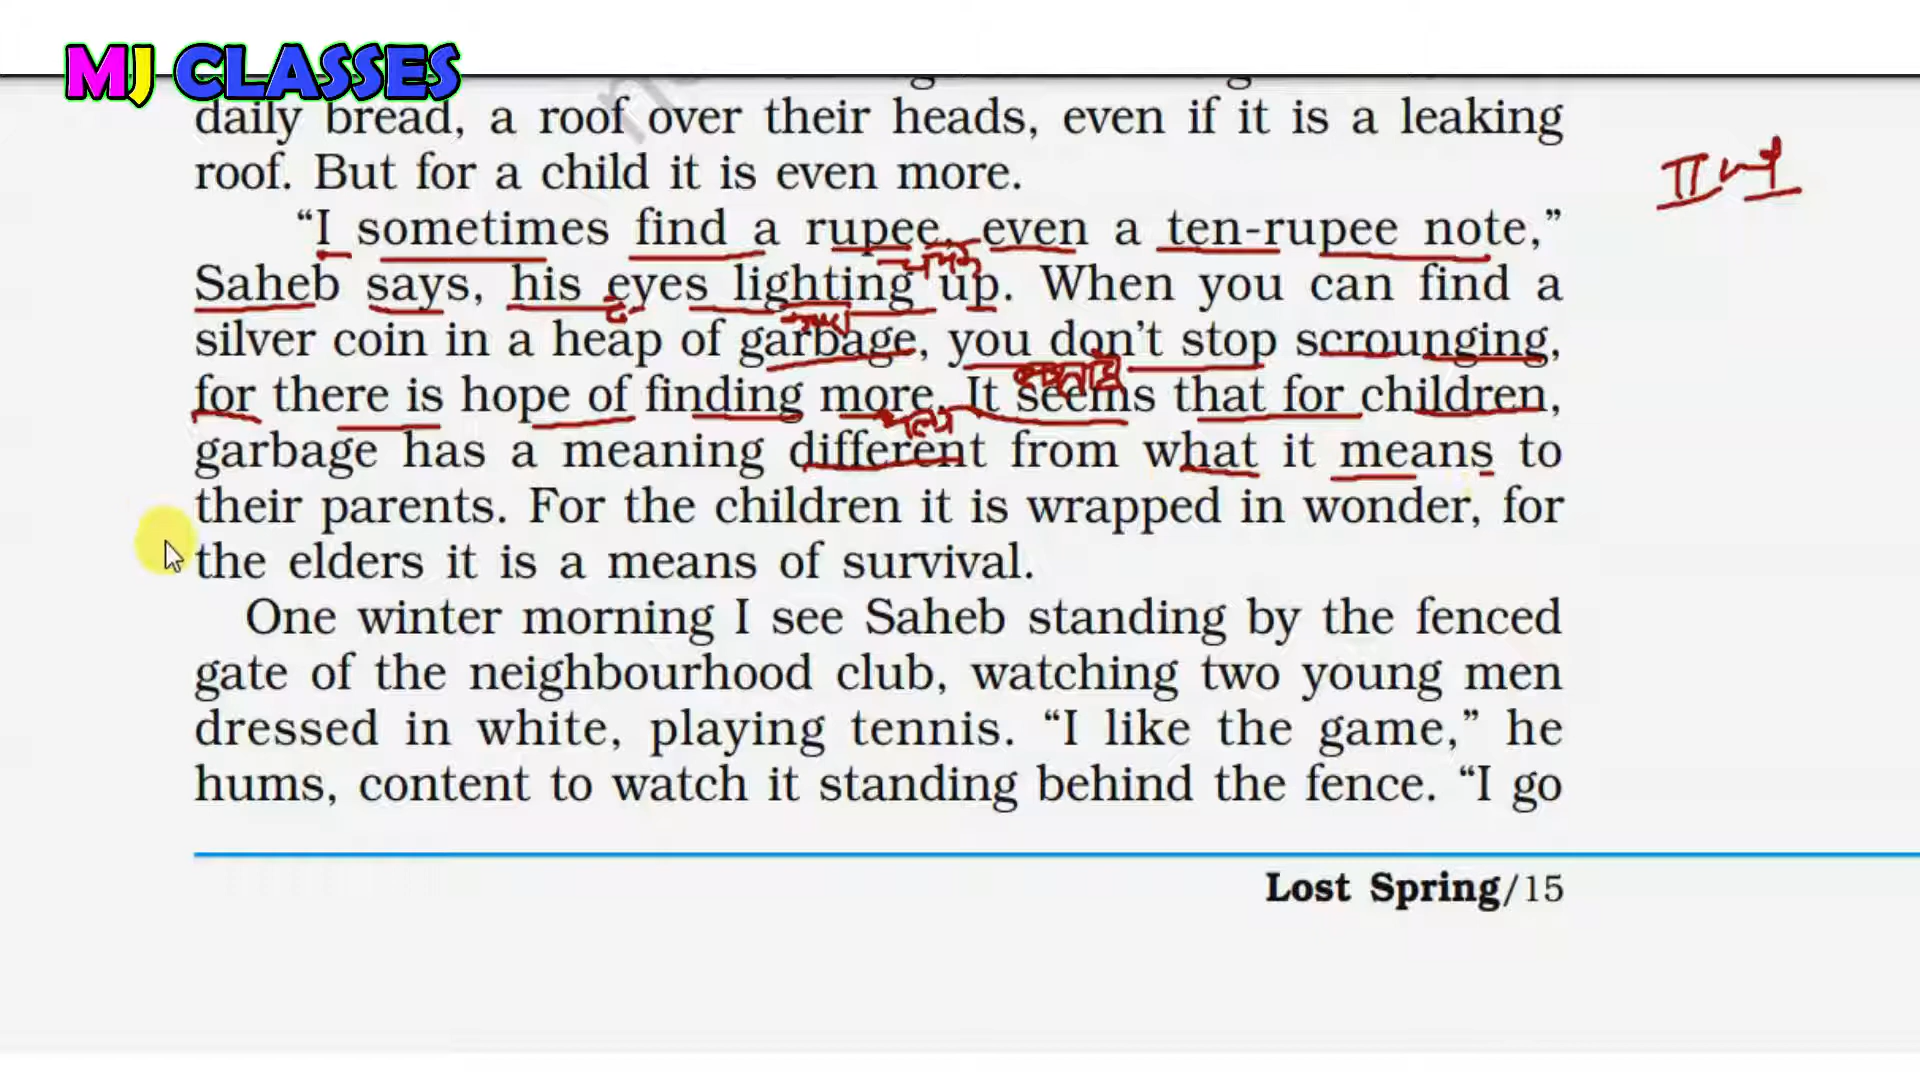 MJ CLASSES
daily bread, a roof over their heads, even if it is a leaking
roof. But for a child it is even more.
“I sometimes find a rupee, even a ten-rupee note,”
Saheb says, his eyes lighting up. When you can find a
silver coin in a heap of garbage, you don’t stop scrounging,
for there is hope of finding more. It seems that for children,
garbage has a meaning different from what it means to
their parents. For the children it is wrapped in wonder, for
the elders it is a means of survival.
One winter morning I see Saheb standing by the fenced
gate of the neighbourhood club, watching two young men
dressed in white, playing tennis. “I like the game,” he
hums, content to watch it standing behind the fence. “I go
Lost Spring/15